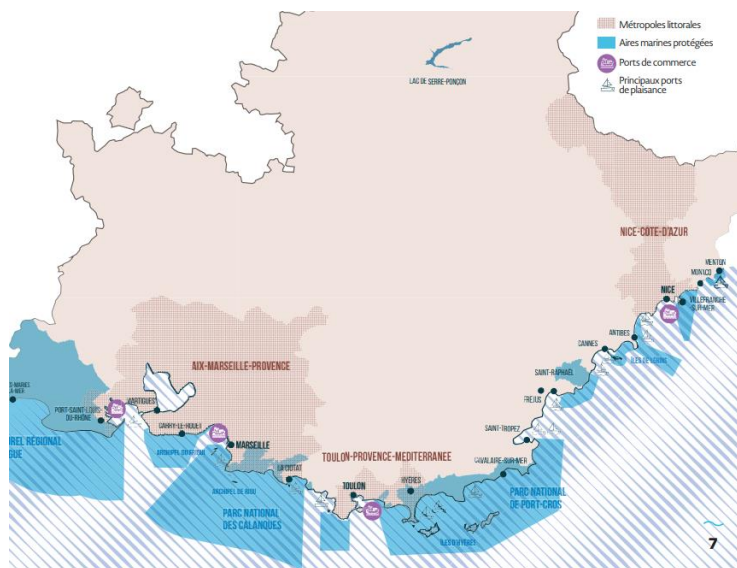 Métropoles littorales
Aires marines protégées
Ports de commerce
Principaux ports
de plaisance
LAC DE SERRE-PONÇON
NICE-CÔTE-D'AZUR
MENTON
MONACO
NICE
VILLEFRANCHE-
SUR-MER
ANTIBES
CANNES
ÎLES DE LÉRINS
SAINT-RAPHAËL
FRÉJUS
SAINT-TROPEZ
CAVALAIRE-SUR-MER
AIX-MARSEILLE-PROVENCE
MARTIGUES
PORT-SAINT-LOUIS-
DU-RHÔNE
CARRY-LE-ROUET
MARSEILLE
TOULON-PROVENCE-MEDITERRANEE
LA CIOTAT
TOULON
HYÈRES
ARCHIPEL DE RIOU
PARC NATIONAL
DES CALANQUES
PARC NATIONAL
DE PORT-CROS
ÎLES D'HYÈRES
REL RÉGIONAL
GUE
7